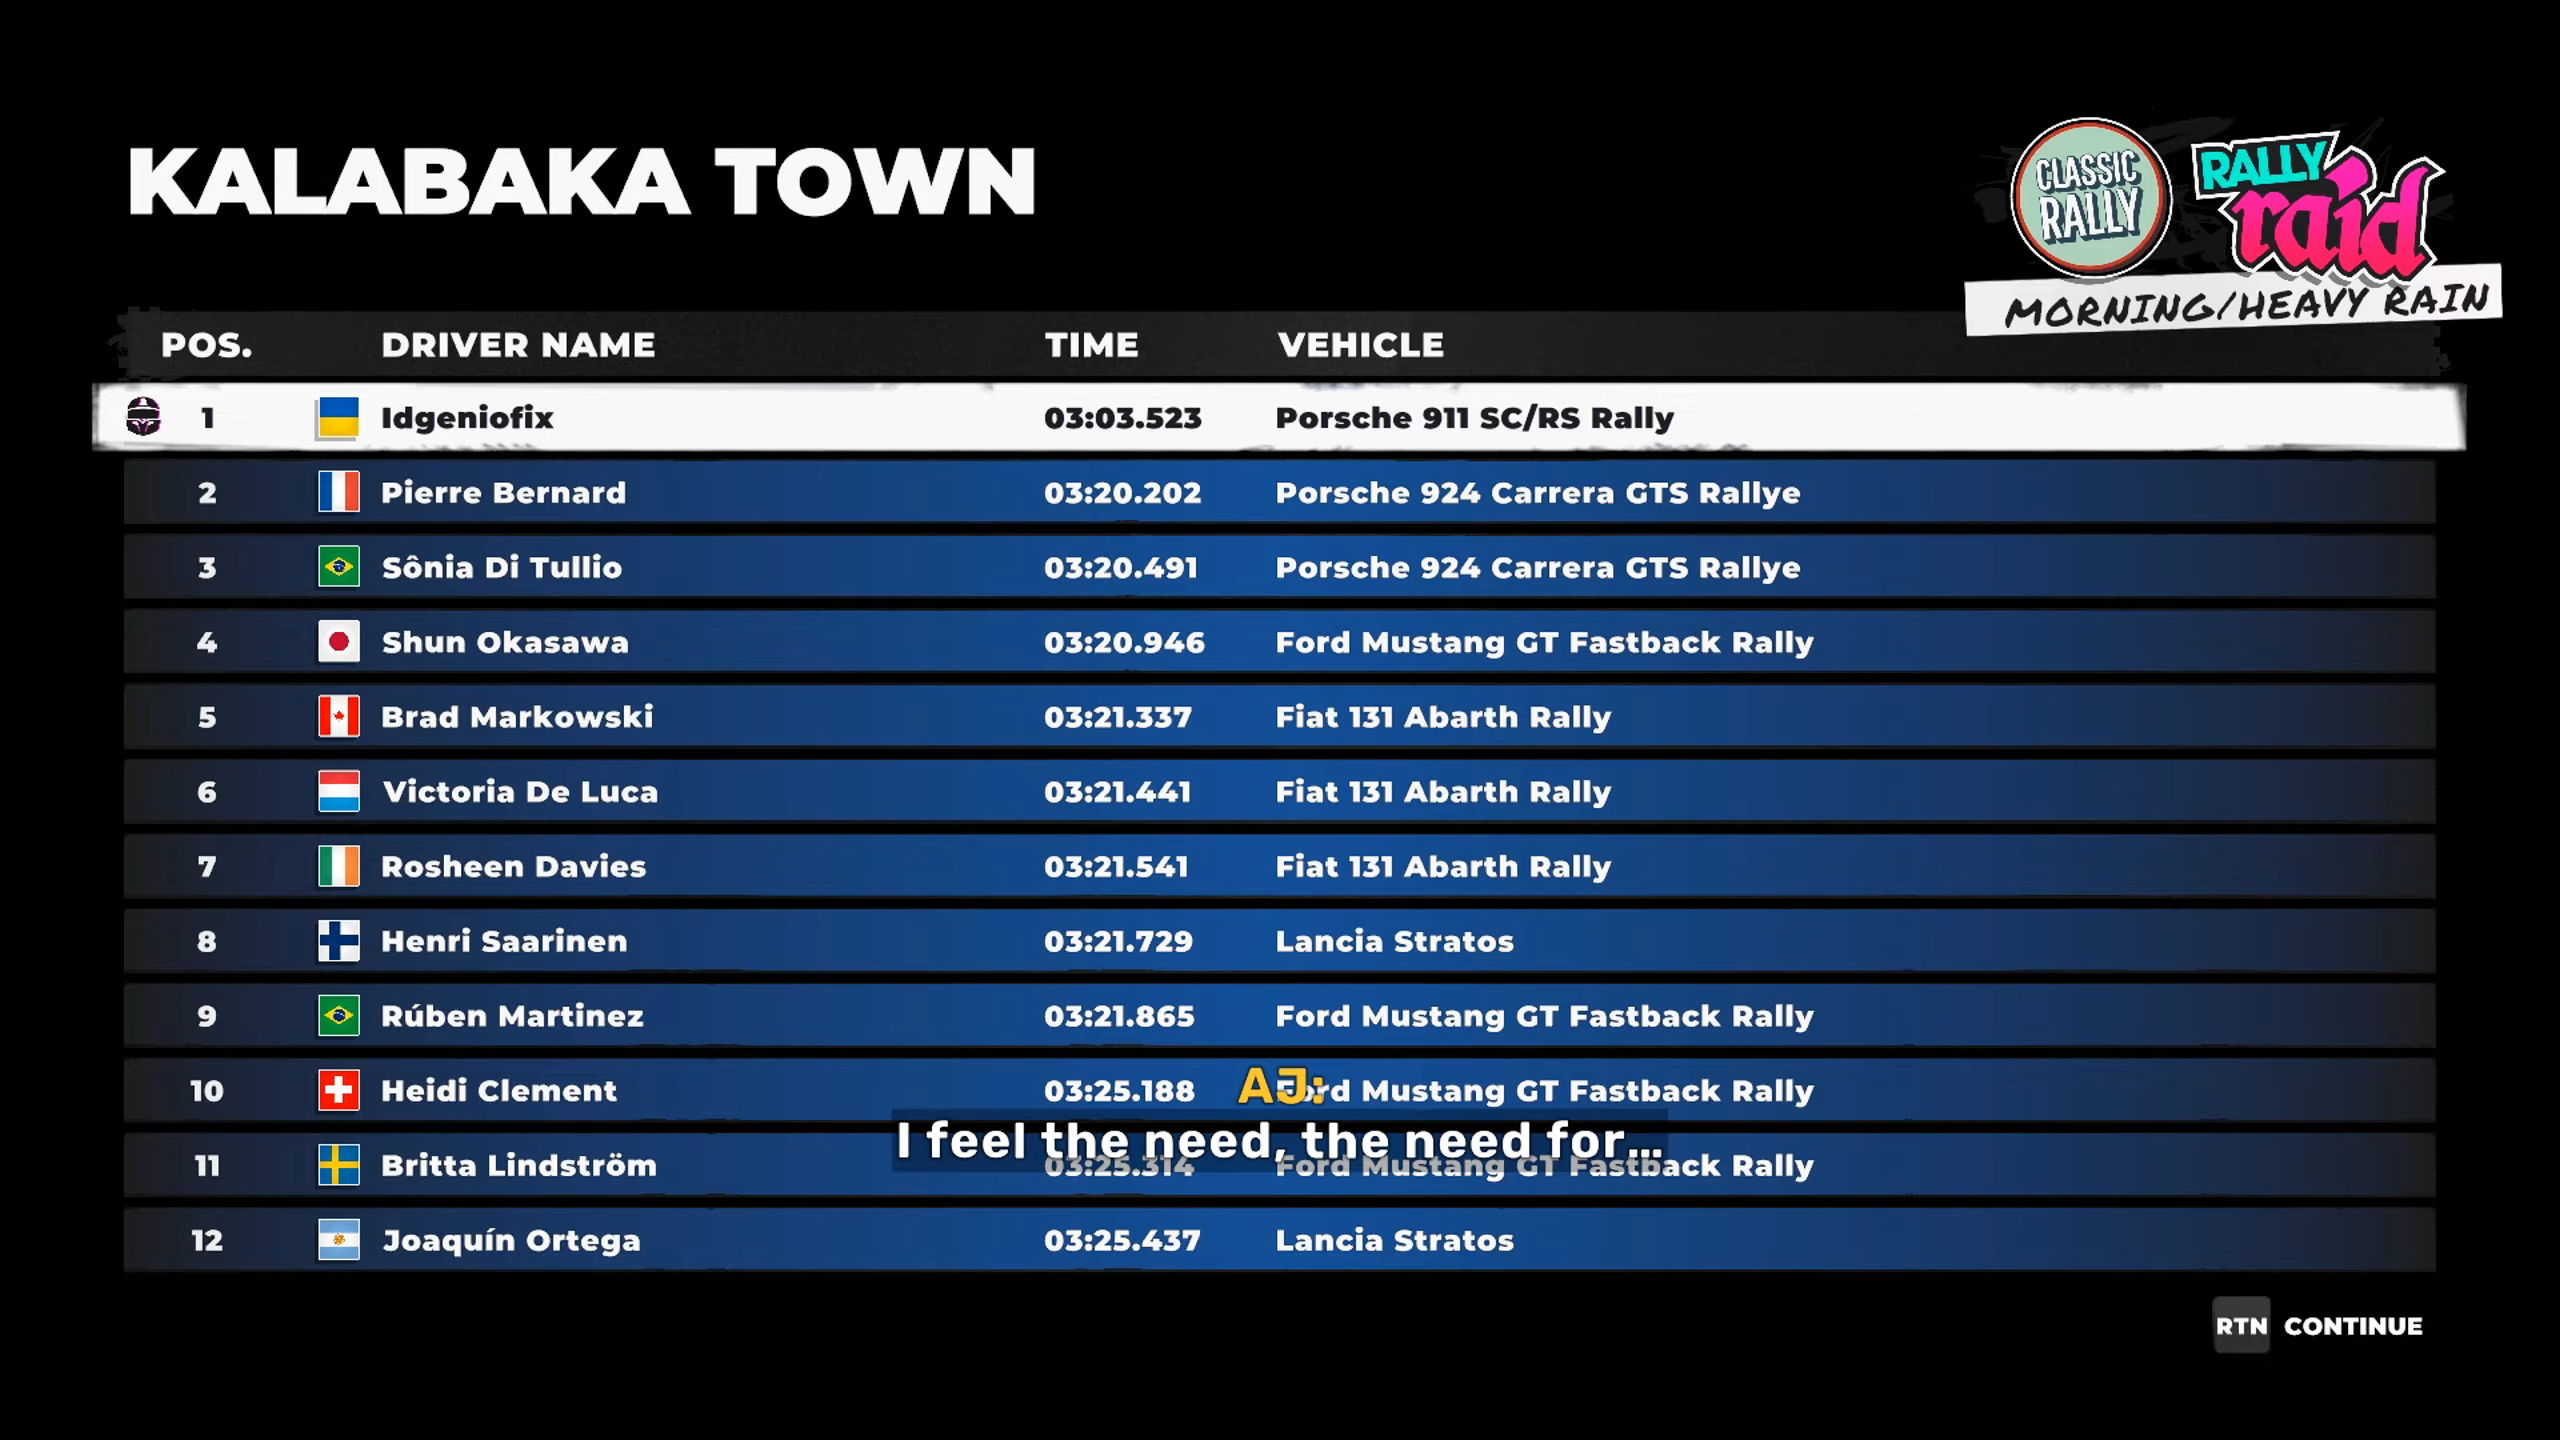 KALABAKA TOWN
CLASSIC RALLY
RALLY raid
MORNING/HEAVY RAIN
POS. DRIVER NAME TIME VEHICLE
1 Idgeniofix 03:03.523 Porsche 911 SC/RS Rally
2 Pierre Bernard 03:20.202 Porsche 924 Carrera GTS Rallye
3 Sônia Di Tullio 03:20.491 Porsche 924 Carrera GTS Rallye
4 Shun Okasawa 03:20.946 Ford Mustang GT Fastback Rally
5 Brad Markowski 03:21.337 Fiat 131 Abarth Rally
6 Victoria De Luca 03:21.441 Fiat 131 Abarth Rally
7 Rosheen Davies 03:21.541 Fiat 131 Abarth Rally
8 Henri Saarinen 03:21.729 Lancia Stratos
9 Rúben Martinez 03:21.865 Ford Mustang GT Fastback Rally
10 Heidi Clement 03:25.188 Ford Mustang GT Fastback Rally
AJ:
I feel the need, the need for...
11 Britta Lindström 03:25.314 Ford Mustang GT Fastback Rally
12 Joaquín Ortega 03:25.437 Lancia Stratos
RTN CONTINUE